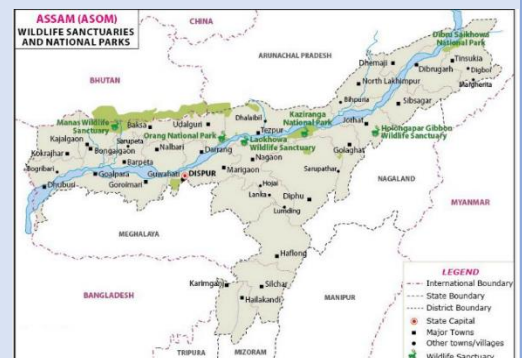 ASSAM (ASOM)
WILDLIFE SANCTUARIES
AND NATIONAL PARKS
CHINA
BHUTAN
ARUNACHAL PRADESH
Dibru Saikhowa
National Park
Tinsukia
Dhemaji
Dibrugarh
Digboi
North Lakhimpur
Margherita
Bihpuria
Sibsagar
Kaziranga
National Park
Jorhat
Dhalaibil
Manas Wildlife
Sanctuary
Baksa
Udalguri
Tezpur
Hollongapar Gibbon
Wildlife Sanctuary
Orang National Park
Laokhowa
Wildlife Sanctuary
Kajalgaon
Sarupeta
Golaghat
Kokrajhar
Bongaigaon
Nalbari
Darrang
Nagaon
Barpeta
Sarupathar
Bogribari
Goalpara
Guwahati
DISPUR
Marigaon
NAGALAND
Dhubri
Goroimari
Hojai
Lanka
Diphu
MYANMAR
Lumding
MEGHALAYA
Haflong
BANGLADESH
Karimganj
Silchar
MANIPUR
Hailakandi
TRIPURA
MIZORAM
LEGEND
International Boundary
State Boundary
District Boundary
State Capital
Major Towns
Other towns/villages
Wildlife Sanctuary